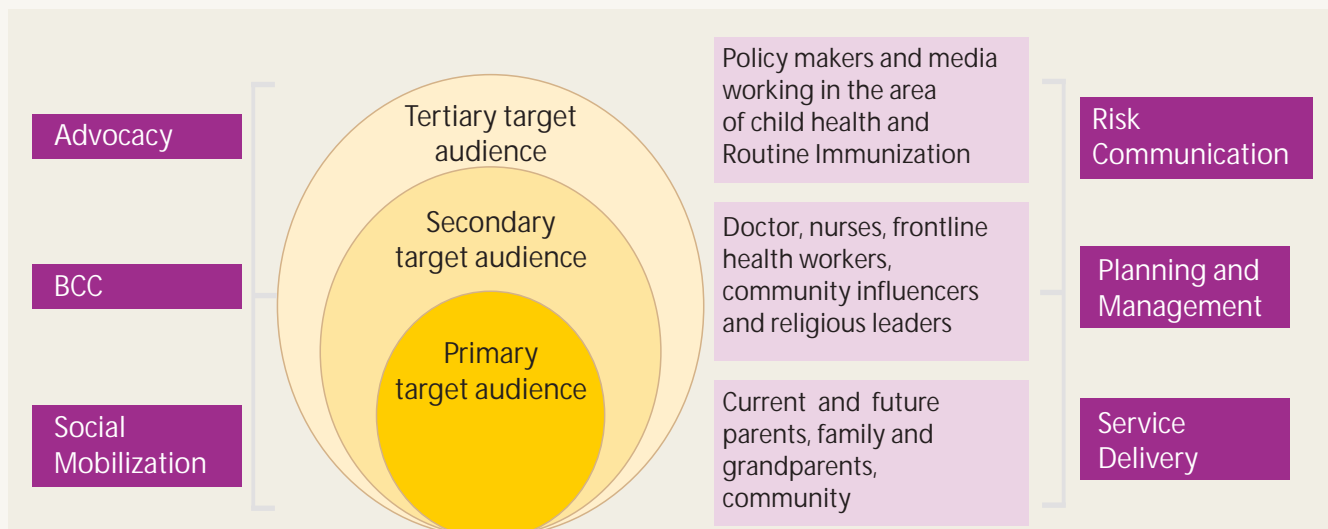 Advocacy
BCC
Social
Mobilization
Tertiary target
audience
Secondary
target audience
Primary
target audience
Policy makers and media
working in the area
of child health and
Routine Immunization
Doctor, nurses, frontline
health workers,
community influencers
and religious leaders
Current and future
parents, family and
grandparents,
community
Risk
Communication
Planning and
Management
Service
Delivery